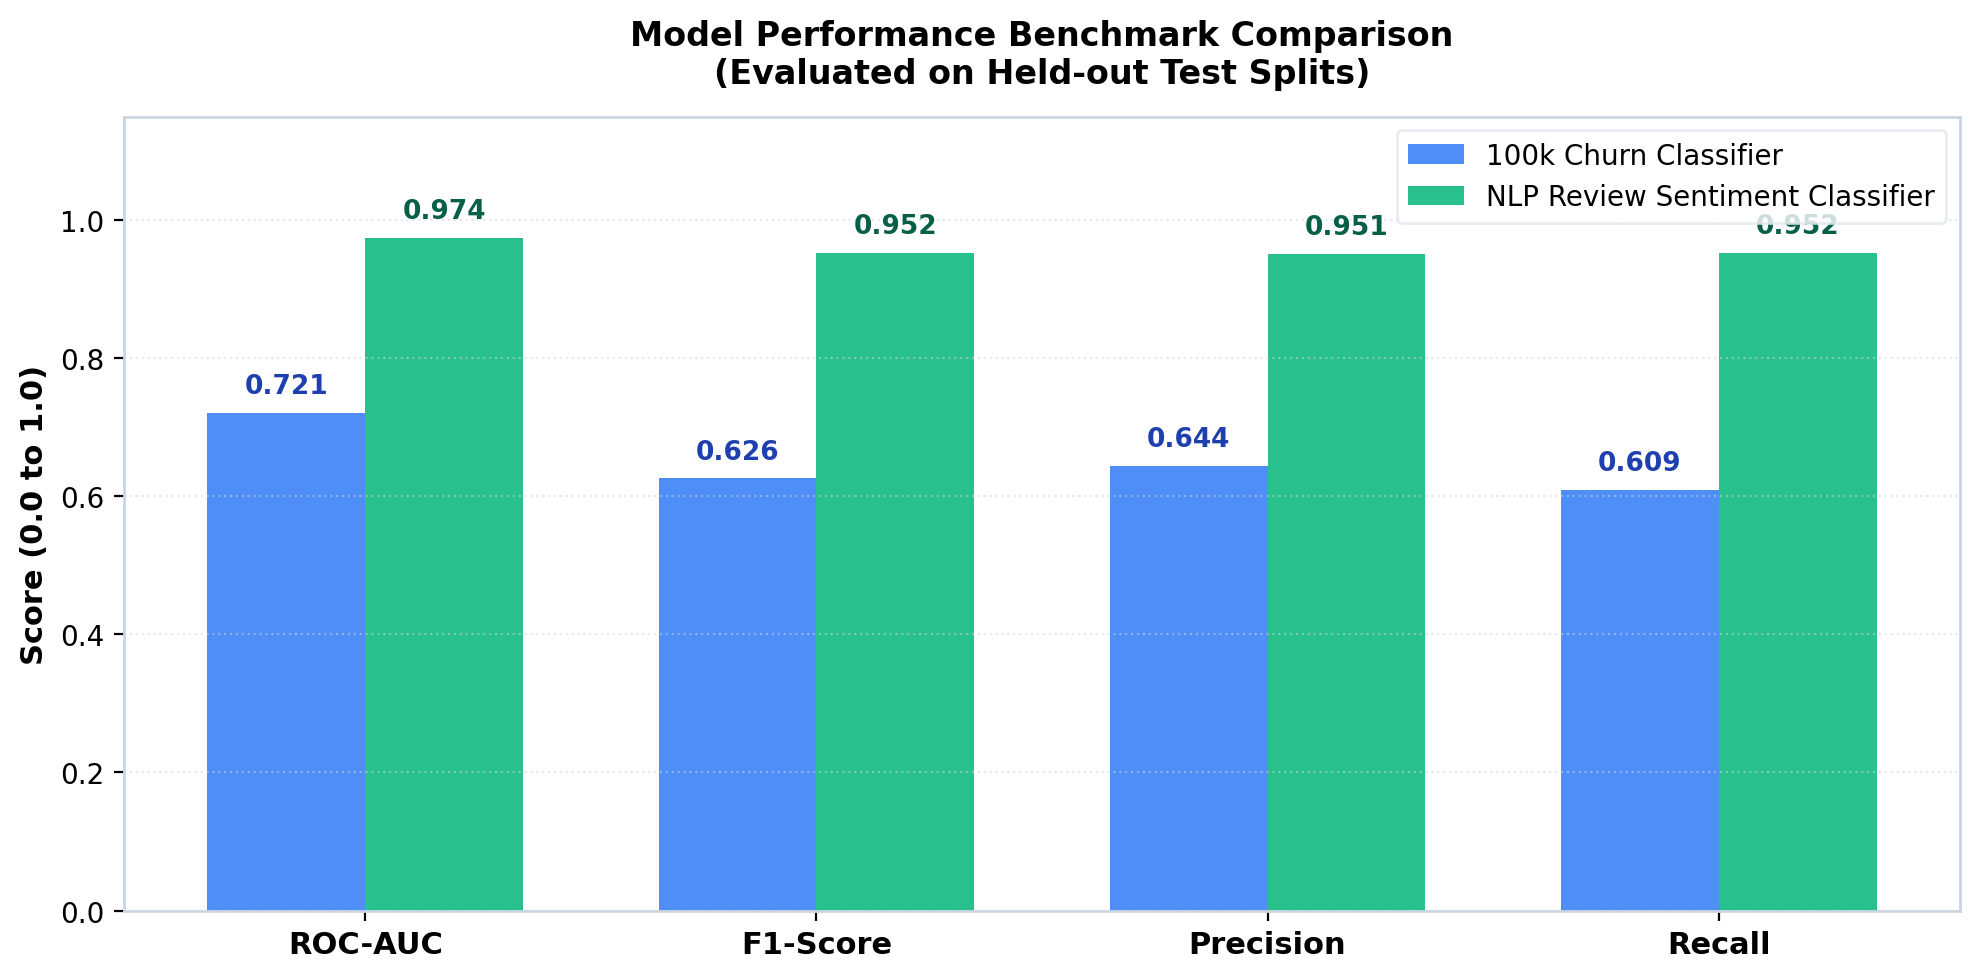 Model Performance Benchmark Comparison
(Evaluated on Held-out Test Splits)
100k Churn Classifier
NLP Review Sentiment Classifier
Score (0.0 to 1.0)
1.0
0.8
0.6
0.4
0.2
0.0
0.721
0.974
0.626
0.952
0.644
0.951
0.609
0.952
ROC-AUC
F1-Score
Precision
Recall